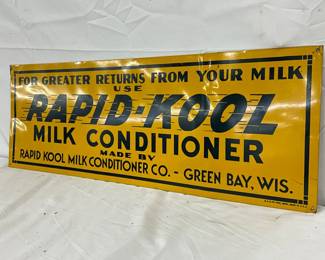 FOR GREATER RETURNS FROM YOUR MILK
USE
RAPID-KOOL
MILK CONDITIONER
MADE BY
RAPID KOOL MILK CONDITIONER CO. - GREEN BAY, WIS.